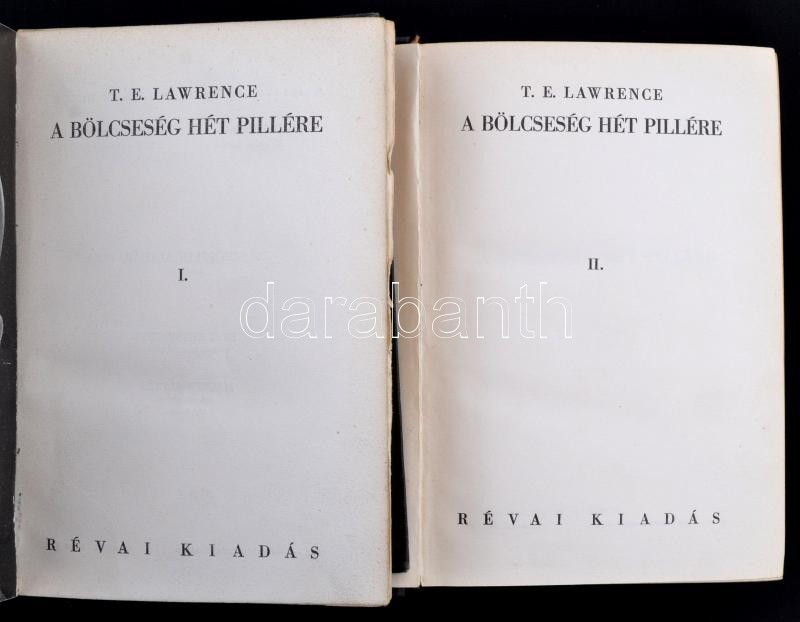 T. E. LAWRENCE
A BÖLCSESÉG HÉT PILLÉRE
I.
RÉVAI KIADÁS
T. E. LAWRENCE
A BÖLCSESÉG HÉT PILLÉRE
II.
RÉVAI KIADÁS
darabanth